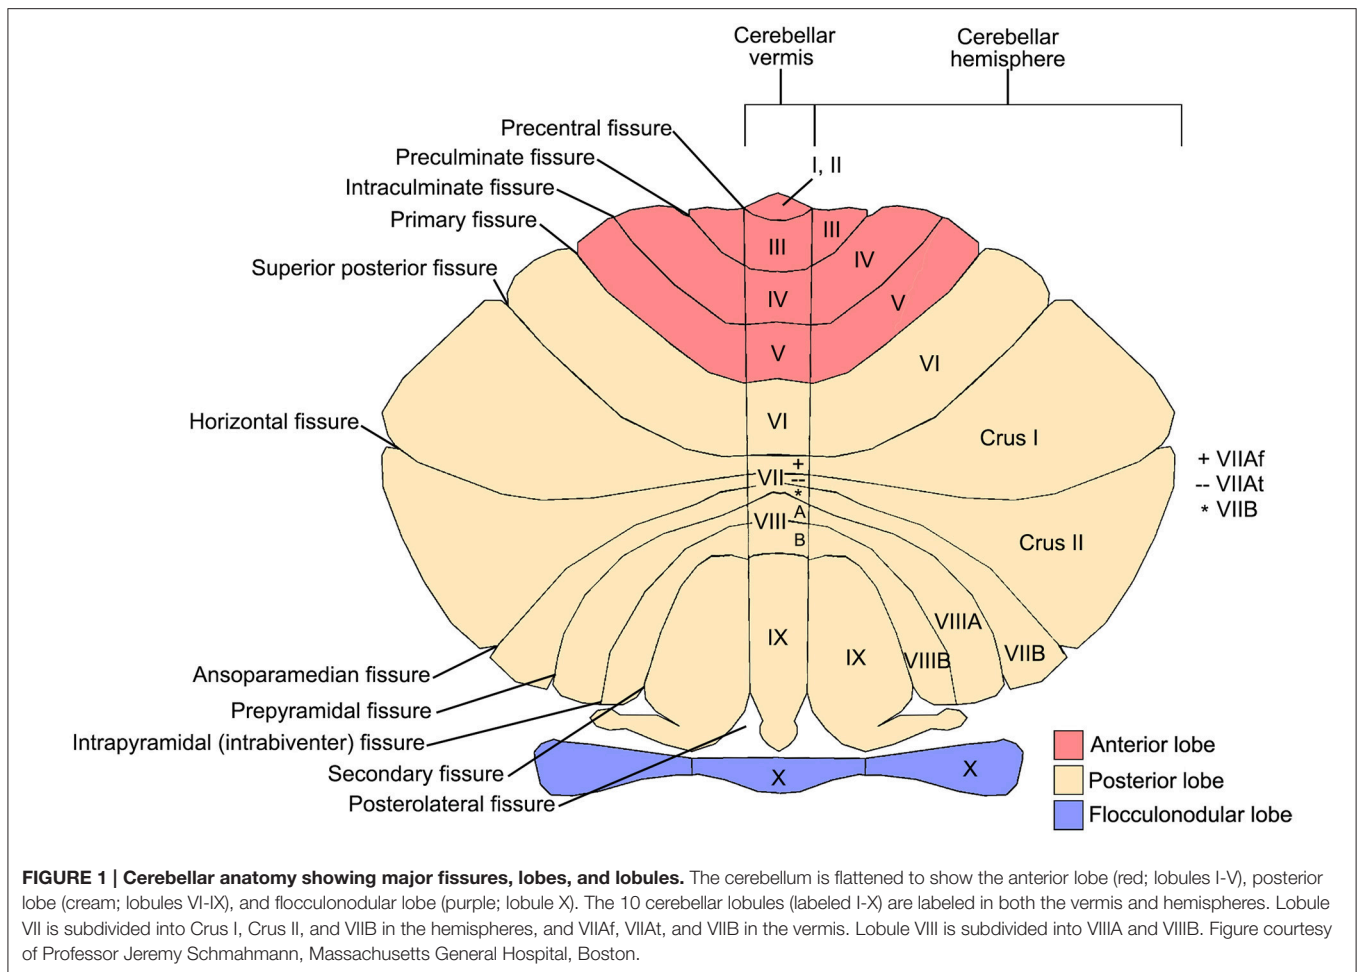 Cerebellar
vermis
Cerebellar
hemisphere
Precentral fissure
Preculminate fissure
Intraculminate fissure
Primary fissure
Superior posterior fissure
Horizontal fissure
Ansoparamedian fissure
Prepyramidal fissure
Intrapyramidal (intrabiventer) fissure
Secondary fissure
Posterolateral fissure
I, II
III
III
IV
IV
V
V
VI
VI
Crus I
+
VII --
*
VIII A
B
Crus II
VIIIA
VIIIB
VIIB
IX
IX
X
X
+ VIIAf
-- VIIAt
* VIIB
Anterior lobe
Posterior lobe
Flocculonodular lobe
FIGURE 1 | Cerebellar anatomy showing major fissures, lobes, and lobules. The cerebellum is flattened to show the anterior lobe (red; lobules I-V), posterior
lobe (cream; lobules VI-IX), and flocculonodular lobe (purple; lobule X). The 10 cerebellar lobules (labeled I-X) are labeled in both the vermis and hemispheres. Lobule
VII is subdivided into Crus I, Crus II, and VIIB in the hemispheres, and VIIAf, VIIAt, and VIIB in the vermis. Lobule VIII is subdivided into VIIIA and VIIIB. Figure courtesy
of Professor Jeremy Schmahmann, Massachusetts General Hospital, Boston.